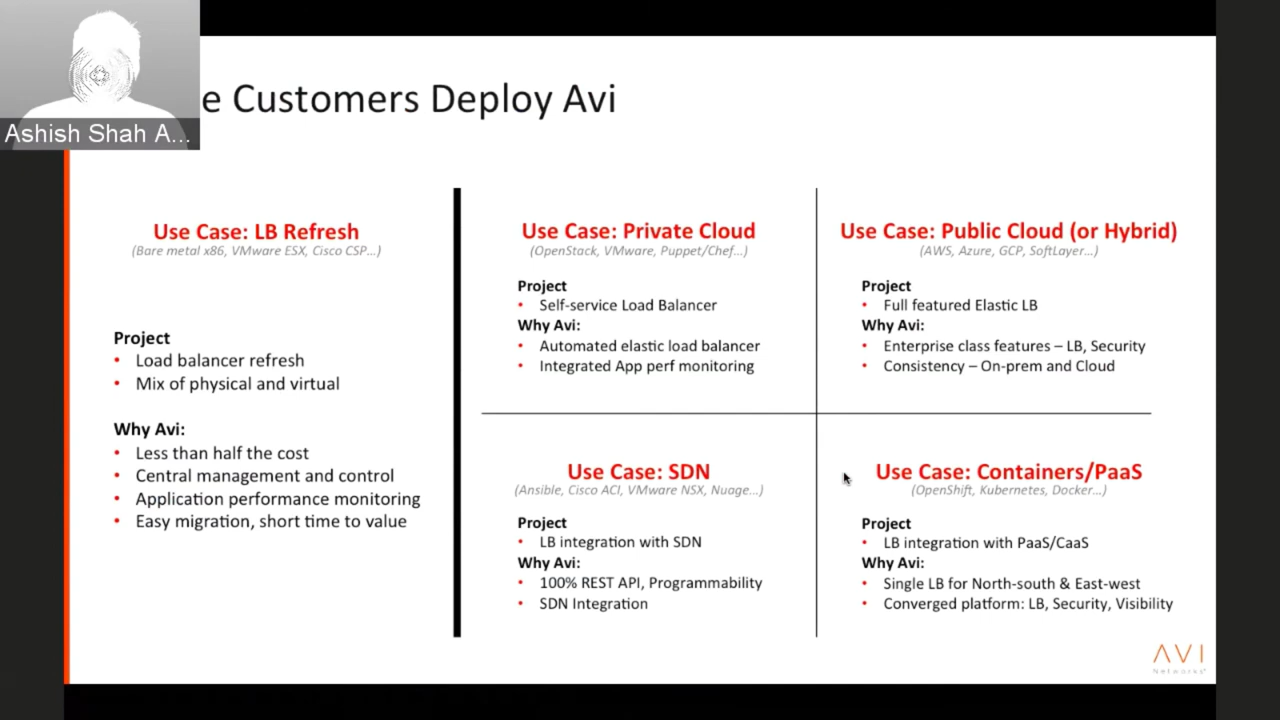 Ashish Shah A...
e Customers Deploy Avi
Use Case: LB Refresh
(Bare metal x86, VMware ESX, Cisco CSP...)
Project
• Load balancer refresh
• Mix of physical and virtual
Why Avi:
• Less than half the cost
• Central management and control
• Application performance monitoring
• Easy migration, short time to value
Use Case: Private Cloud
(OpenStack, VMware, Puppet/Chef...)
Project
• Self-service Load Balancer
Why Avi:
• Automated elastic load balancer
• Integrated App perf monitoring
Use Case: Public Cloud (or Hybrid)
(AWS, Azure, GCP, SoftLayer...)
Project
• Full featured Elastic LB
Why Avi:
• Enterprise class features – LB, Security
• Consistency – On-prem and Cloud
Use Case: SDN
(Ansible, Cisco ACI, VMware NSX, Nuage...)
Project
• LB integration with SDN
Why Avi:
• 100% REST API, Programmability
• SDN Integration
Use Case: Containers/PaaS
(OpenShift, Kubernetes, Docker...)
Project
• LB integration with PaaS/CaaS
Why Avi:
• Single LB for North-south & East-west
• Converged platform: LB, Security, Visibility
AVI
Networks